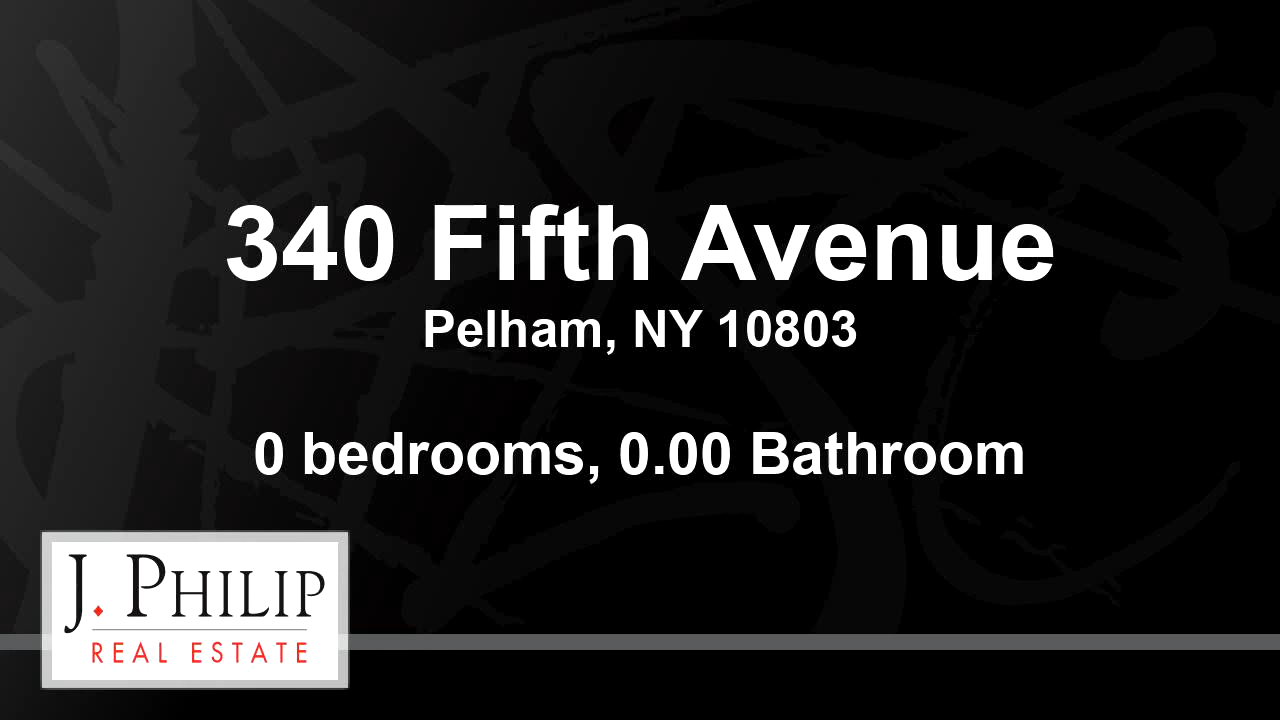 340 Fifth Avenue
Pelham, NY 10803
0 bedrooms, 0.00 Bathroom
J. PHILIP
REAL ESTATE